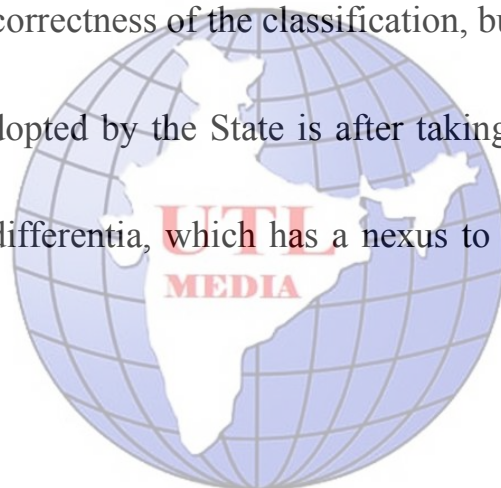 correctness of the classification, bu
dopted by the State is after taking
differentia, which has a nexus to
UTL
MEDIA